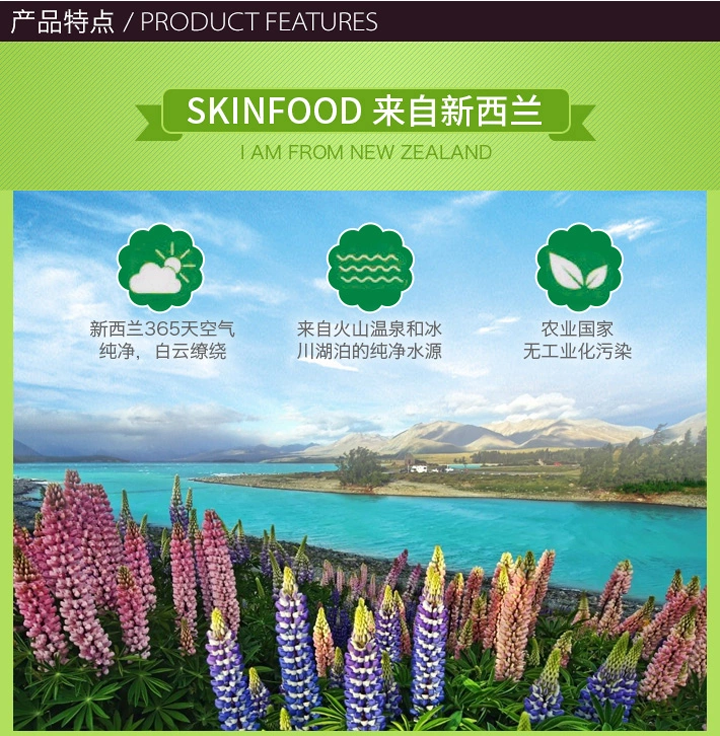 产品特点 / PRODUCT FEATURES
SKINFOOD 来自新西兰
I AM FROM NEW ZEALAND
新西兰365天空气
纯净，白云缭绕
来自火山温泉和冰
川湖泊的纯净水源
农业国家
无工业化污染